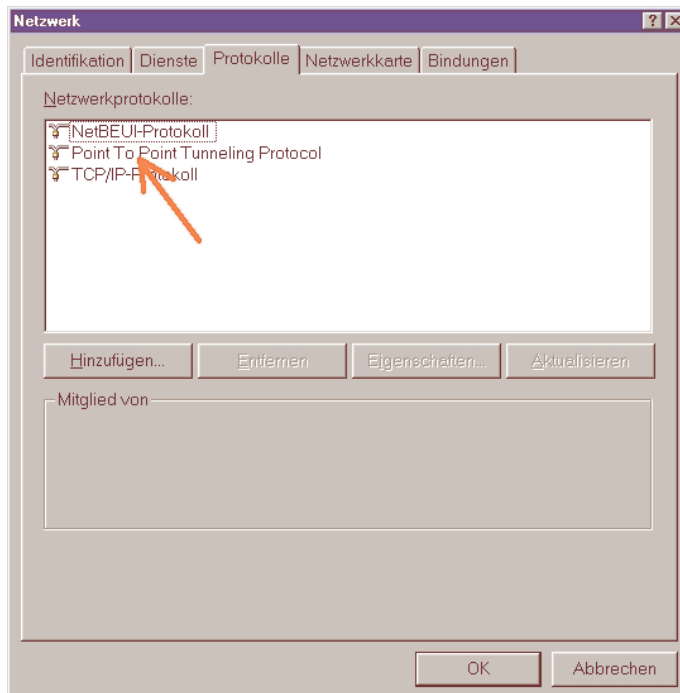 Netzwerk
Identifikation Dienste Protokolle Netzwerkkarte Bindungen
Netzwerkprotokolle:
NetBEUI-Protokoll
Point To Point Tunneling Protocol
TCP/IP-Protokoll
Hinzufügen... Entfernen Eigenschaften... Aktualisieren
Mitglied von
OK Abbrechen